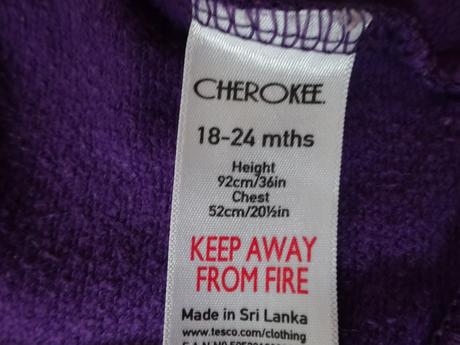 CHEROKEE.
18-24 mths
Height
92cm/36in
Chest
52cm/20½in
KEEP AWAY
FROM FIRE
Made in Sri Lanka
www.tesco.com/clothing